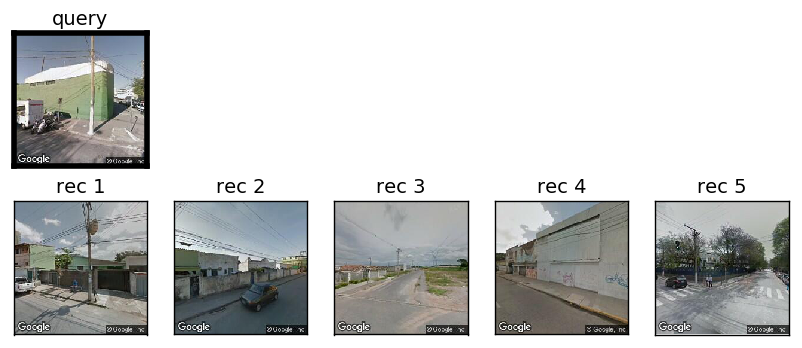 query
Google
© Google, Inc
rec 1
rec 2
rec 3
rec 4
rec 5
Google
© Google, Inc
Google
© Google, Inc
Google
© Google, Inc
Google
© Google, Inc
Google
© Google, Inc